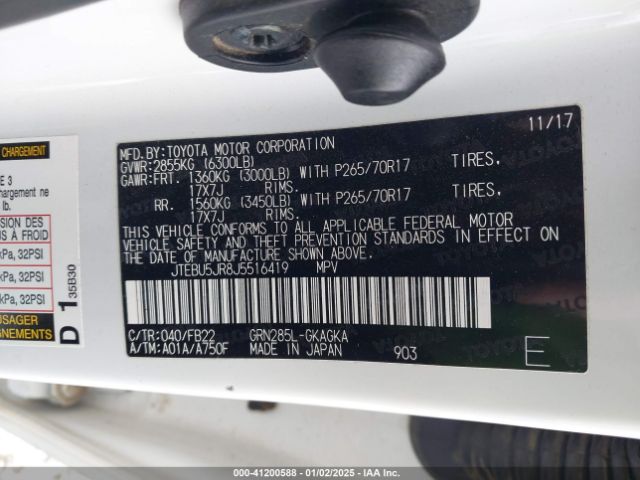 CHARGEMENT
E 3
hargement ne
lb.
SION DES
S À FROID
kPa, 32PSI
kPa, 32PSI
kPa, 32PSI
USAGER
GNEMENTS
D 1
35B30
MFD.BY:TOYOTA MOTOR CORPORATION 11/17
GVWR:2855KG (6300LB)
GAWR:FRT. 1360KG (3000LB) WITH P265/70R17 TIRES,
17X7J RIMS.
RR. 1560KG (3450LB) WITH P265/70R17 TIRES,
17X7J RIMS.
THIS VEHICLE CONFORMS TO ALL APPLICABLE FEDERAL MOTOR
VEHICLE SAFETY AND THEFT PREVENTION STANDARDS IN EFFECT ON
THE DATE OF MANUFACTURE SHOWN ABOVE.
JTEBU5JR8J5516419 MPV
C/TR:040/FB22 GRN285L-GKAGKA
A/TM:A01A/A750F MADE IN JAPAN 903 E
000-41200588 - 01/02/2025 - IAA Inc.